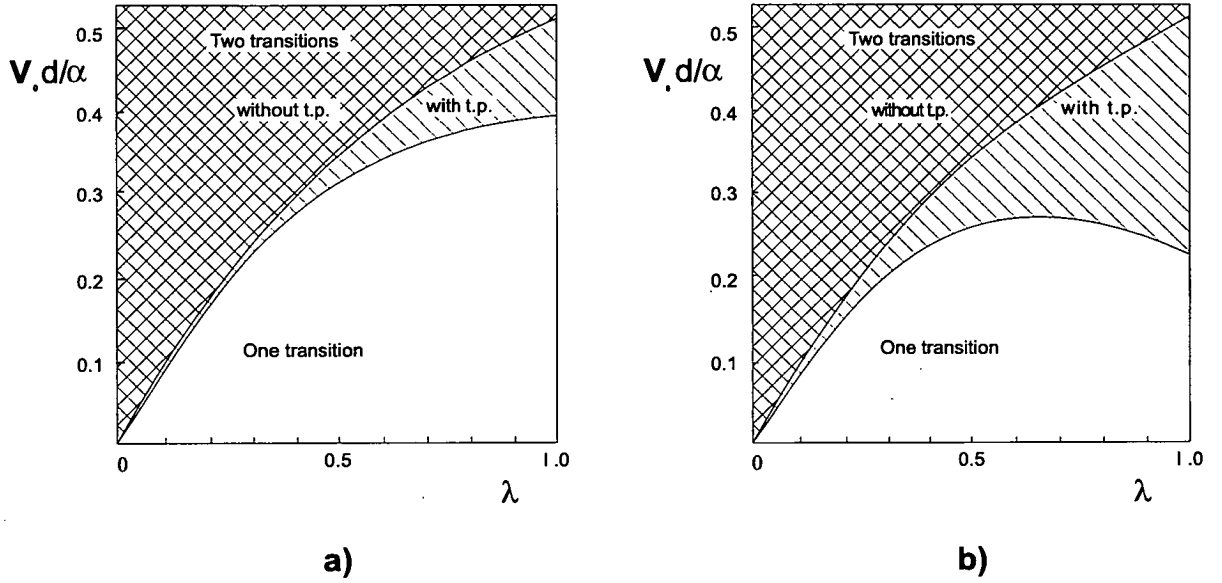 0.5
Two transitions
V, d/α
0.4
without t.p.
with t.p.
0.3
0.2
One transition
0.1
0
0.5
1.0
λ
a)
0.5
Two transitions
V, d/α
0.4
without t.p.
with t.p.
0.3
0.2
One transition
0.1
0
0.5
1.0
λ
b)